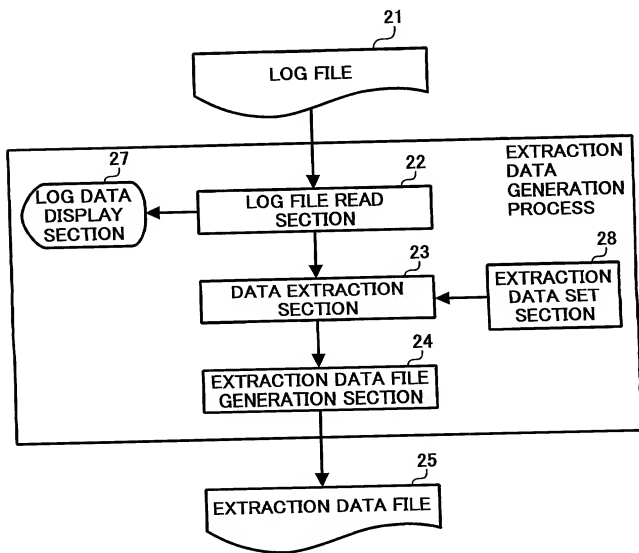 21
LOG FILE
EXTRACTION
DATA
GENERATION
PROCESS
27
LOG DATA
DISPLAY
SECTION
22
LOG FILE READ
SECTION
23
DATA EXTRACTION
SECTION
28
EXTRACTION
DATA SET
SECTION
24
EXTRACTION DATA FILE
GENERATION SECTION
25
EXTRACTION DATA FILE